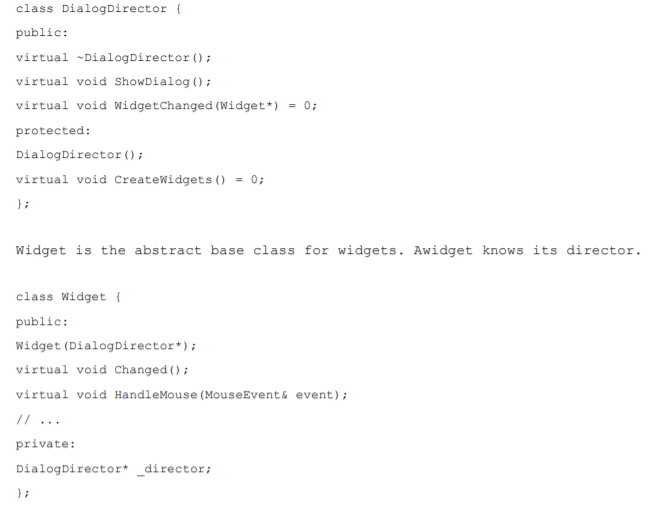 class DialogDirector {
public:
virtual ~DialogDirector();
virtual void ShowDialog();
virtual void WidgetChanged(Widget*) = 0;
protected:
DialogDirector();
virtual void CreateWidgets() = 0;
};
Widget is the abstract base class for widgets. Awidget knows its director.
class Widget {
public:
Widget(DialogDirector*);
virtual void Changed();
virtual void HandleMouse(MouseEvent& event);
// ...
private:
DialogDirector* _director;
};